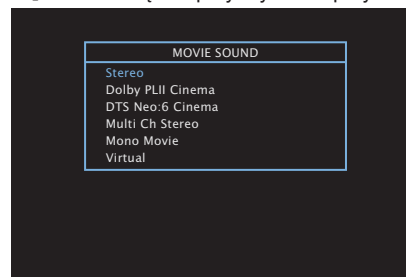 MOVIE SOUND
Stereo
Dolby PLII Cinema
DTS Neo:6 Cinema
Multi Ch Stereo
Mono Movie
Virtual